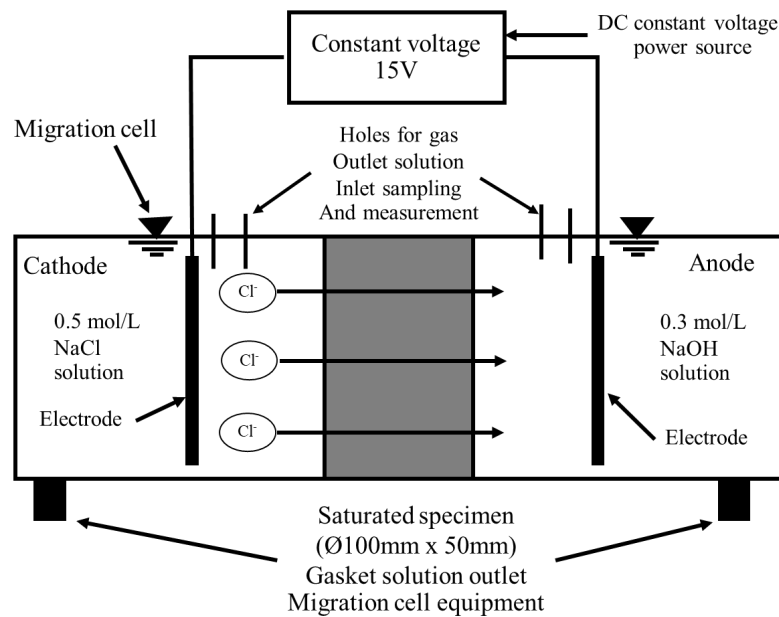 DC constant voltage
power source
Constant voltage
15V
Migration cell
Holes for gas
Outlet solution
Inlet sampling
And measurement
Cathode
Anode
Cl-
0.5 mol/L
NaCl
solution
0.3 mol/L
NaOH
solution
Cl-
Electrode
Cl-
Electrode
Saturated specimen
(Ø100mm x 50mm)
Gasket solution outlet
Migration cell equipment